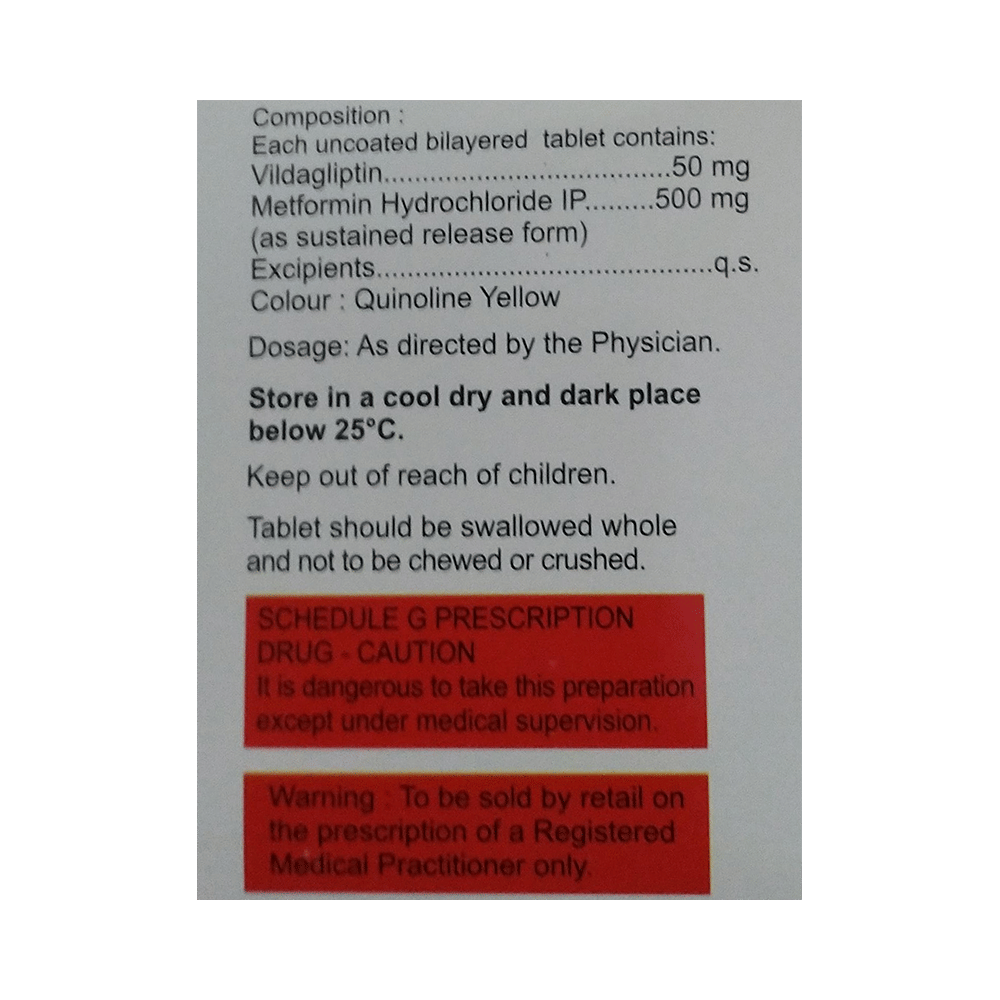 Composition :
Each uncoated bilayered tablet contains:
Vildagliptin.....................................50 mg
Metformin Hydrochloride IP.........500 mg
(as sustained release form)
Excipients...........................................q.s.
Colour : Quinoline Yellow
Dosage: As directed by the Physician.
Store in a cool dry and dark place
below 25°C.
Keep out of reach of children.
Tablet should be swallowed whole
and not to be chewed or crushed.
SCHEDULE G PRESCRIPTION
DRUG - CAUTION
It is dangerous to take this preparation
except under medical supervision.
Warning : To be sold by retail on
the prescription of a Registered
Medical Practitioner only.